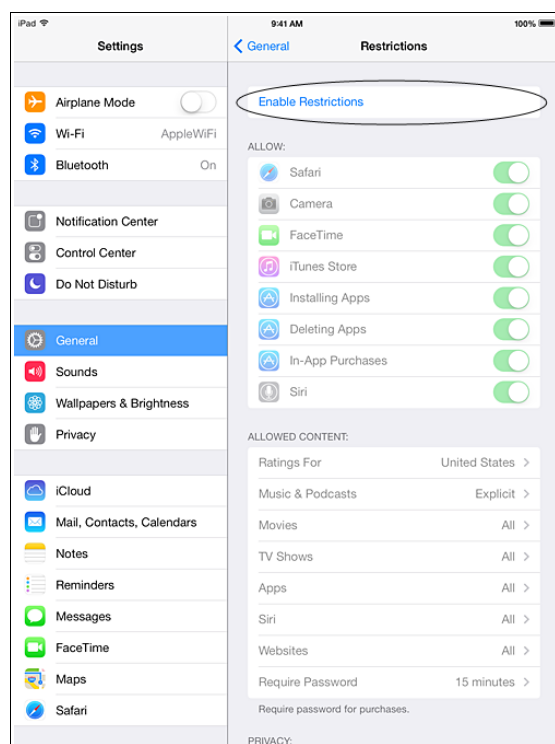 iPad
9:41 AM
100%
Settings
Airplane Mode
Wi-Fi AppleWiFi
Bluetooth On
Notification Center
Control Center
Do Not Disturb
General
Sounds
Wallpapers & Brightness
Privacy
iCloud
Mail, Contacts, Calendars
Notes
Reminders
Messages
FaceTime
Maps
Safari
General
Restrictions
Enable Restrictions
ALLOW:
Safari
Camera
FaceTime
iTunes Store
Installing Apps
Deleting Apps
In-App Purchases
Siri
ALLOWED CONTENT:
Ratings For United States
Music & Podcasts Explicit
Movies All
TV Shows All
Apps All
Siri All
Websites All
Require Password 15 minutes
Require password for purchases.
PRIVACY: